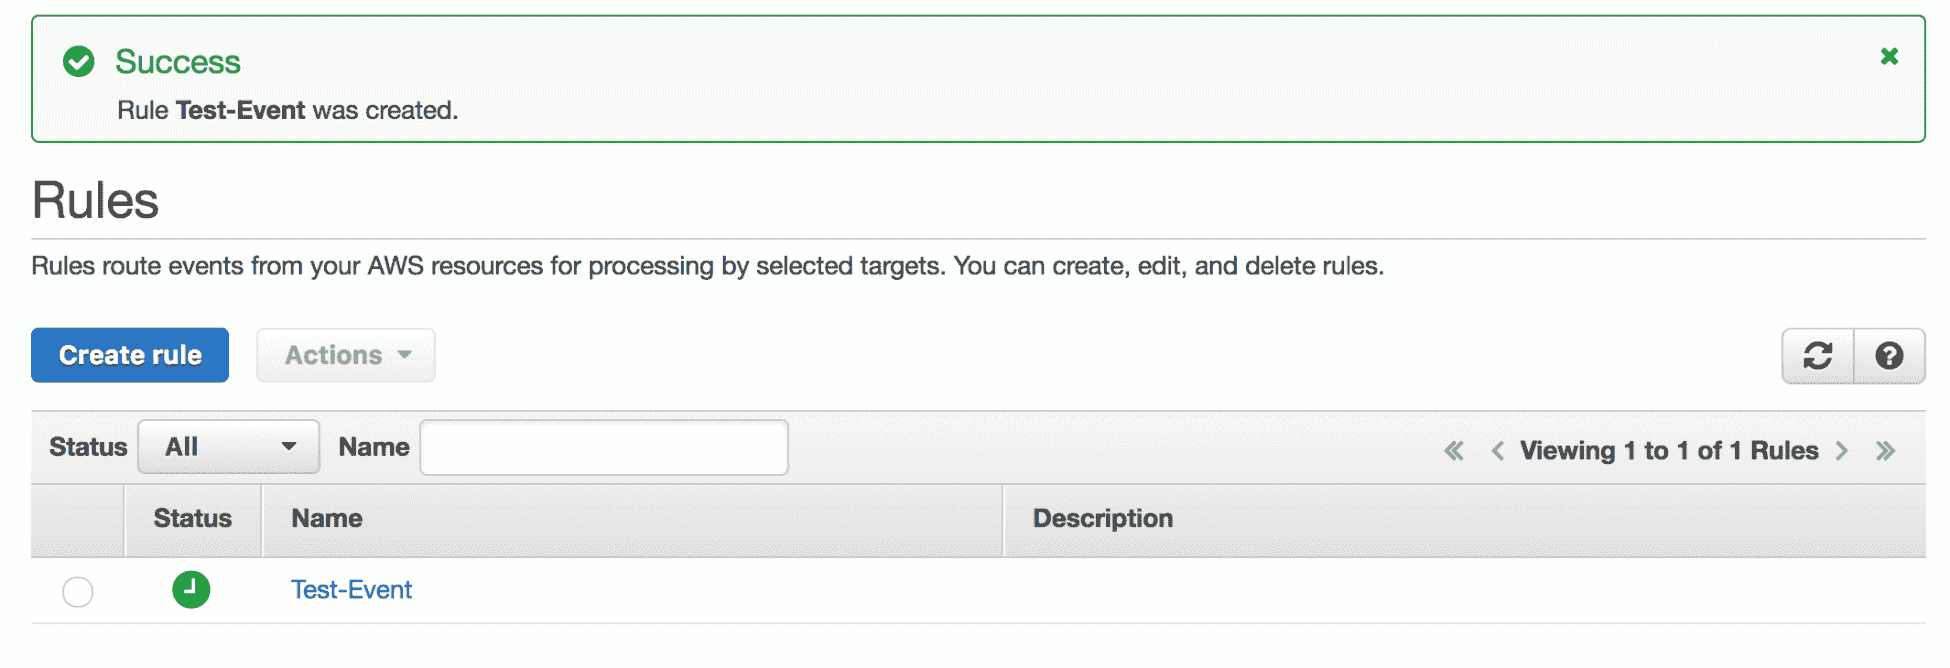 Success
Rule Test-Event was created.
Rules
Rules route events from your AWS resources for processing by selected targets. You can create, edit, and delete rules.
Create rule Actions
Status All Name Viewing 1 to 1 of 1 Rules
Status Name Description
Test-Event